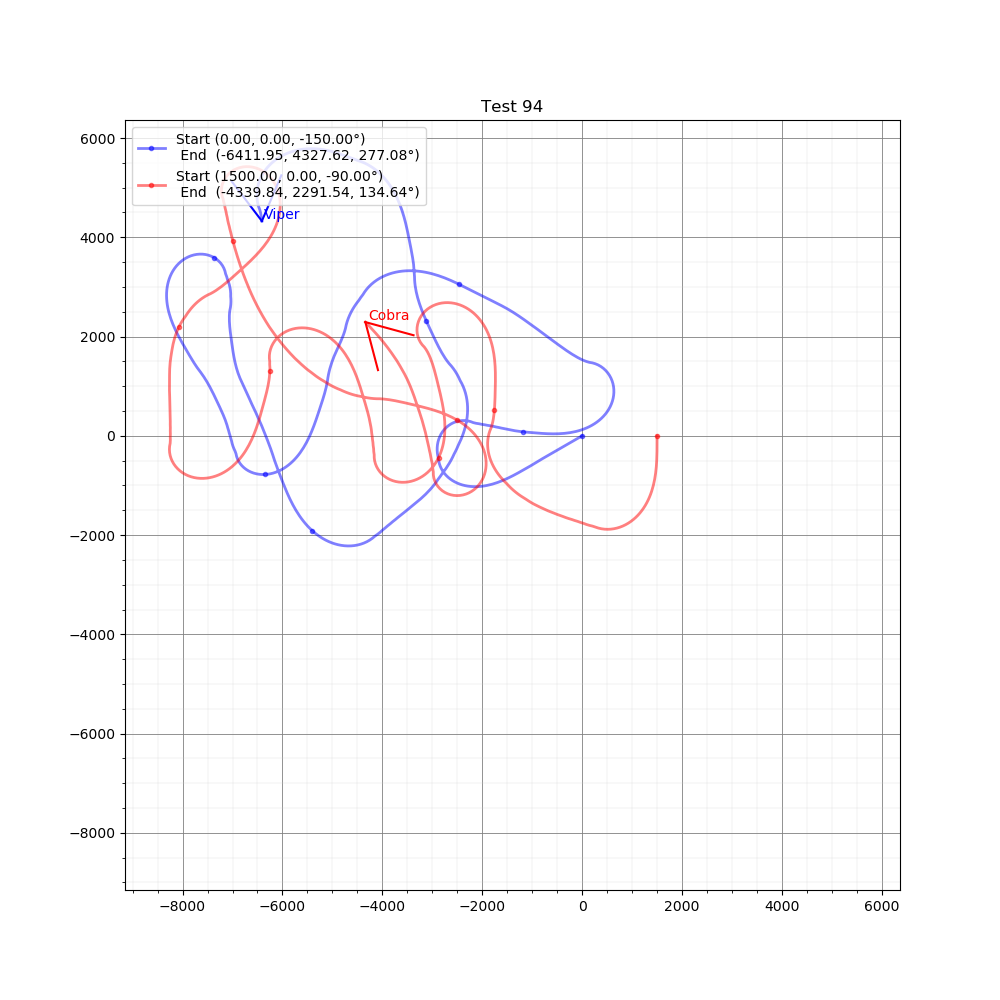 Test 94
Start (0.00, 0.00, -150.00°)
End (-6411.95, 4327.62, 277.08°)
Start (1500.00, 0.00, -90.00°)
End (-4339.84, 2291.54, 134.64°)
Viper
Cobra
6000
4000
2000
0
−2000
−4000
−6000
−8000
−8000 −6000 −4000 −2000 0 2000 4000 6000